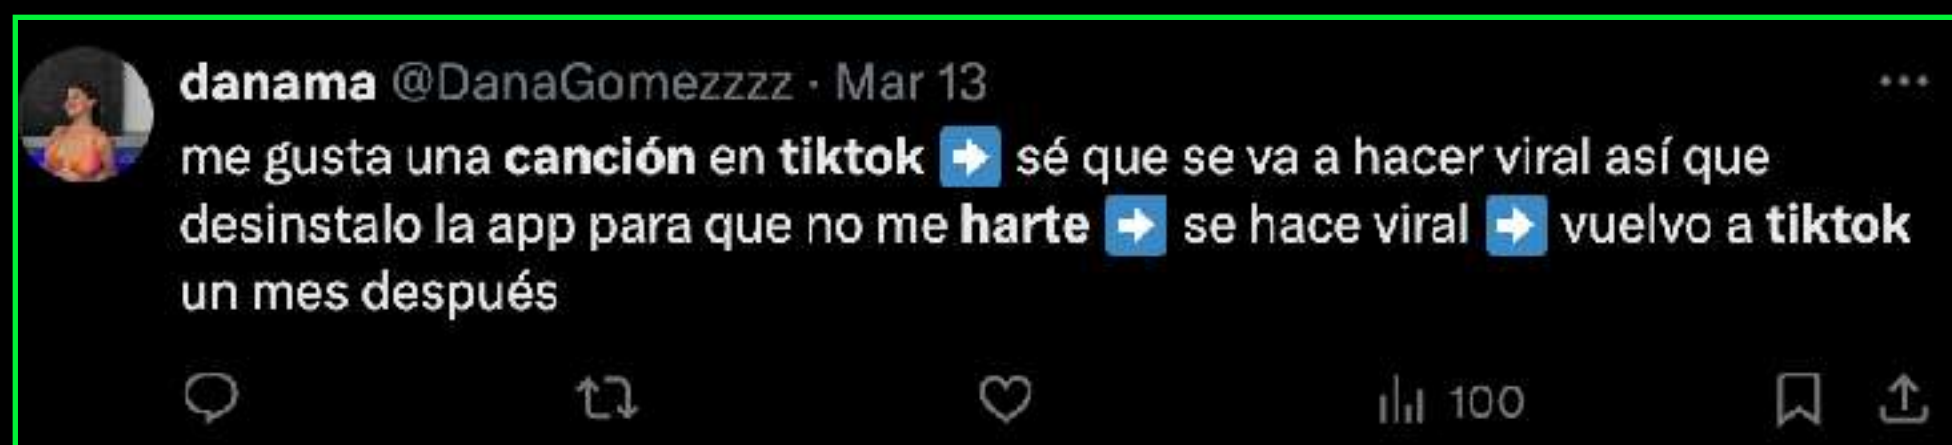 danama @DanaGomezzzz · Mar 13
me gusta una canción en tiktok ➡️ sé que se va a hacer viral así que
desinstalo la app para que no me harte ➡️ se hace viral ➡️ vuelvo a tiktok
un mes después
100